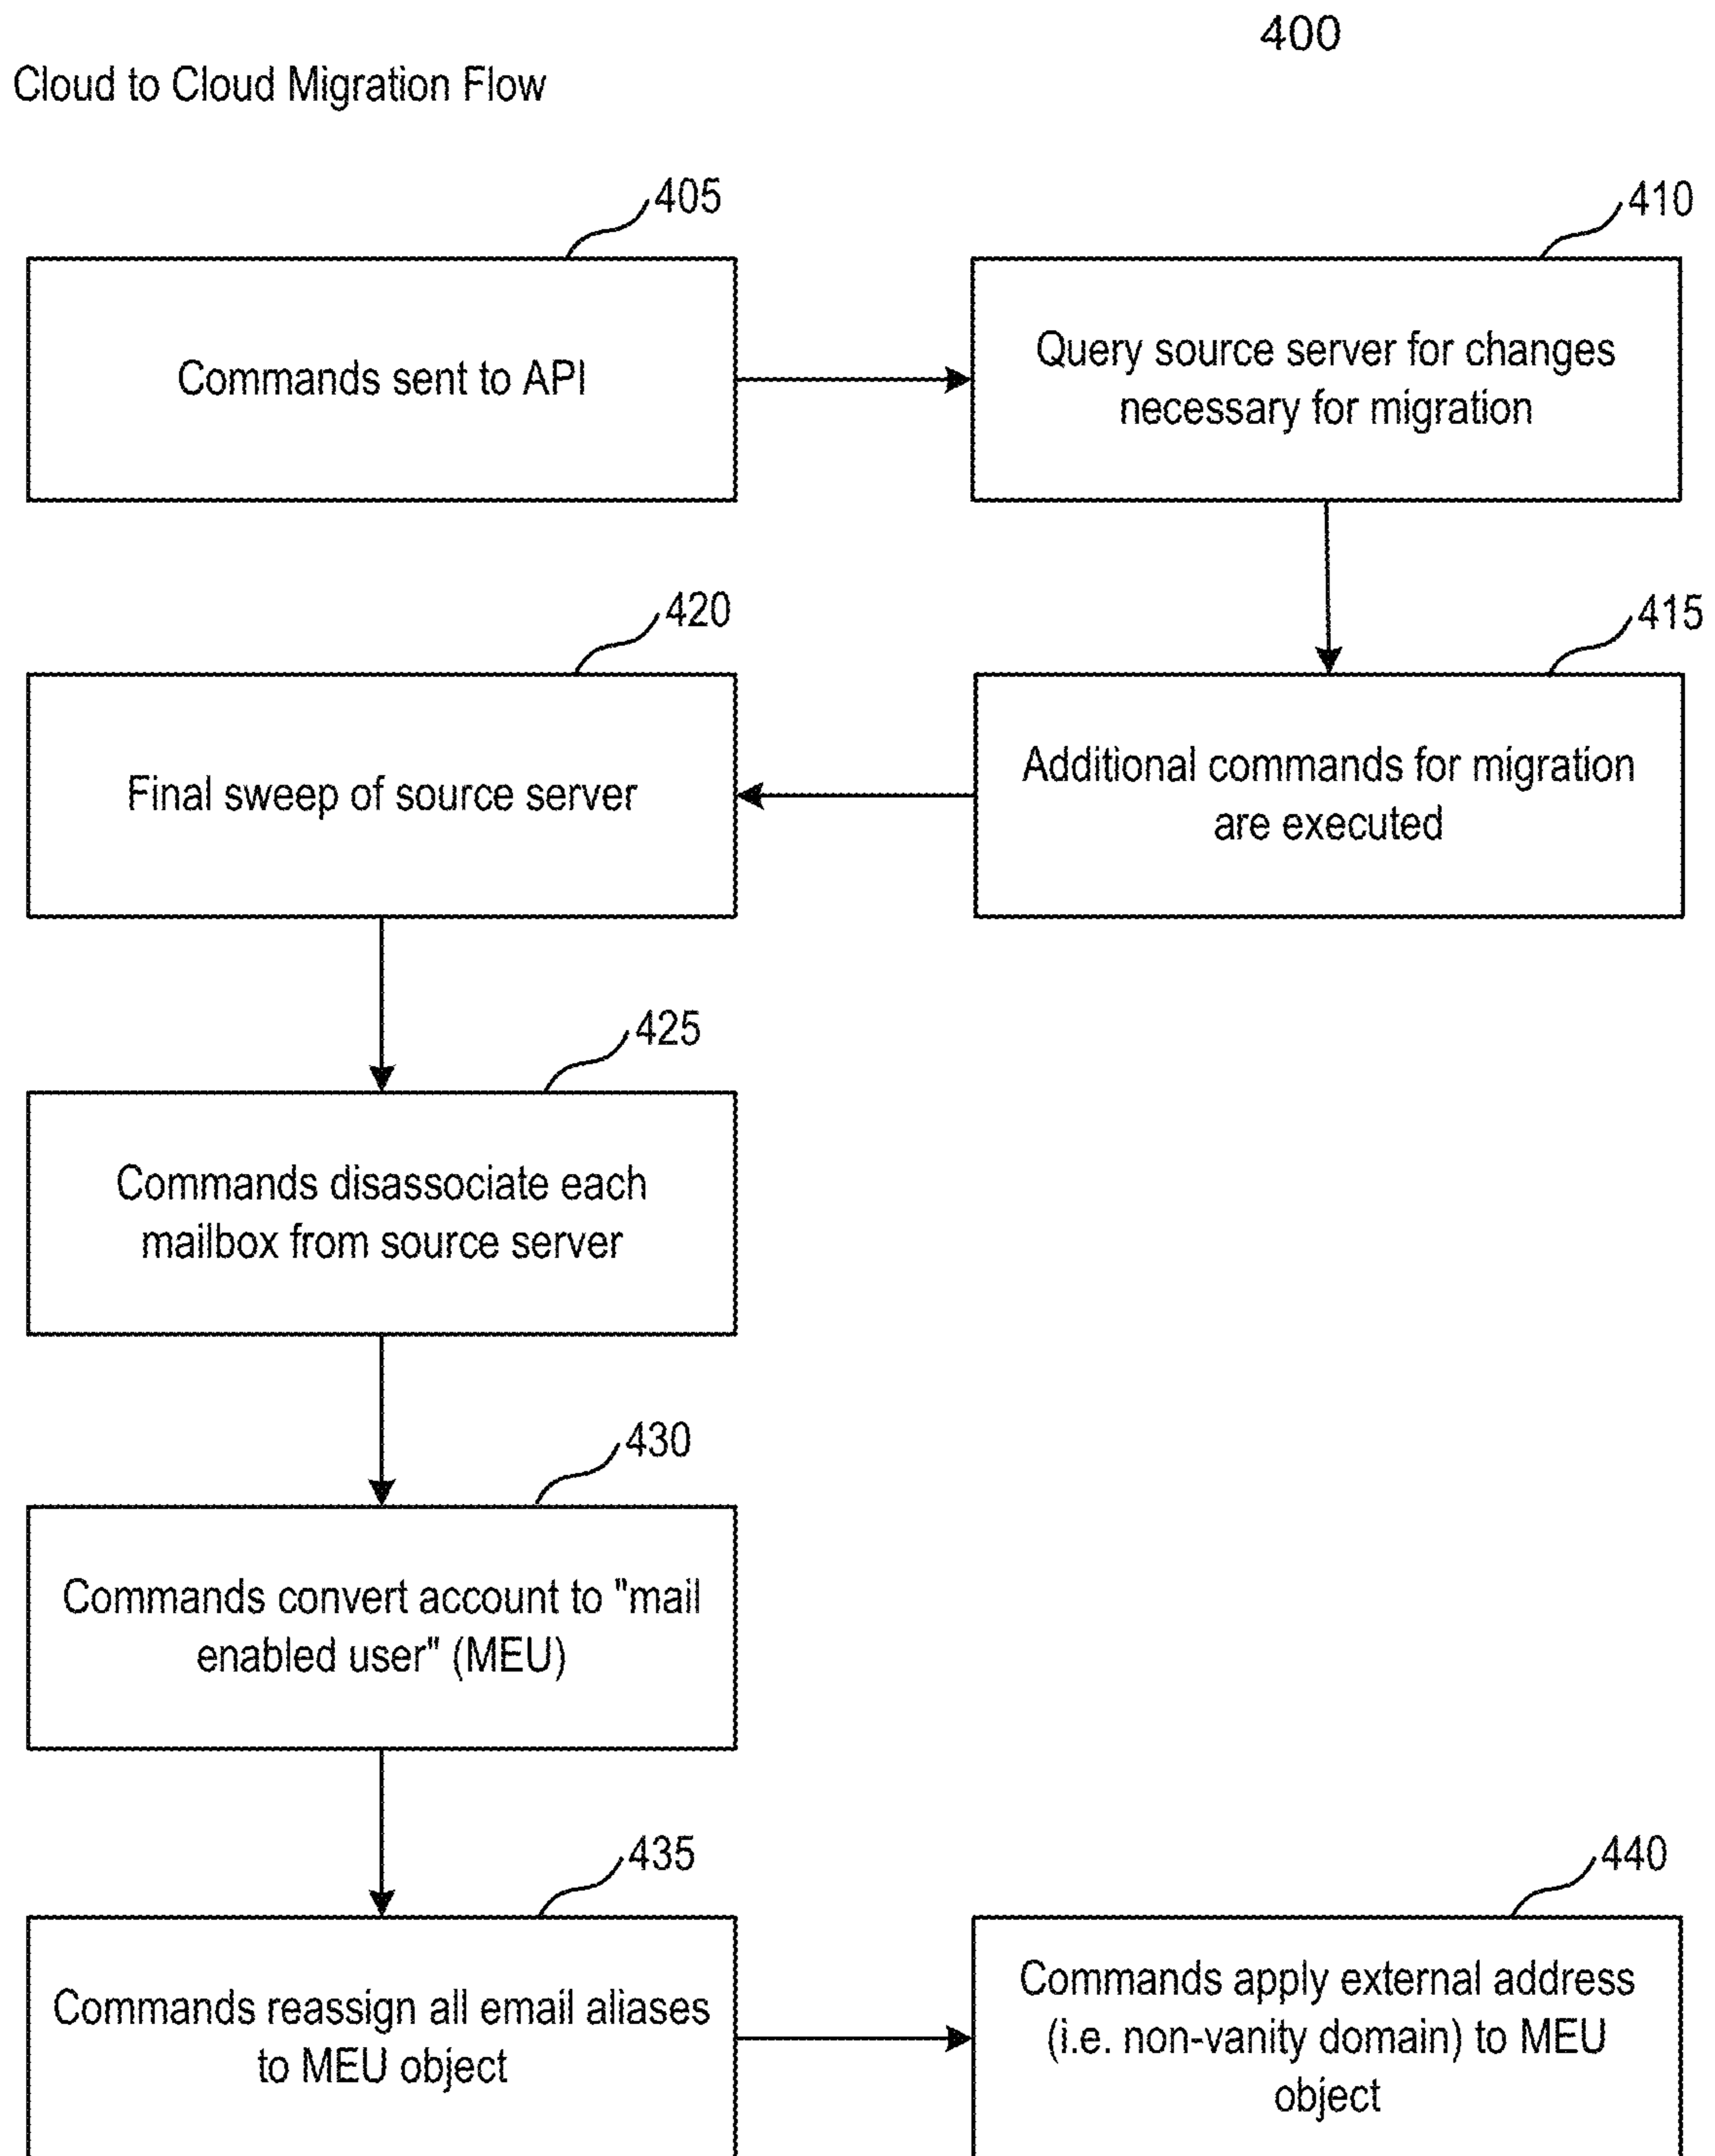 400
Cloud to Cloud Migration Flow
405
Commands sent to API
410
Query source server for changes
necessary for migration
415
Additional commands for migration
are executed
420
Final sweep of source server
425
Commands disassociate each
mailbox from source server
430
Commands convert account to "mail
enabled user" (MEU)
435
Commands reassign all email aliases
to MEU object
440
Commands apply external address
(i.e. non-vanity domain) to MEU
object